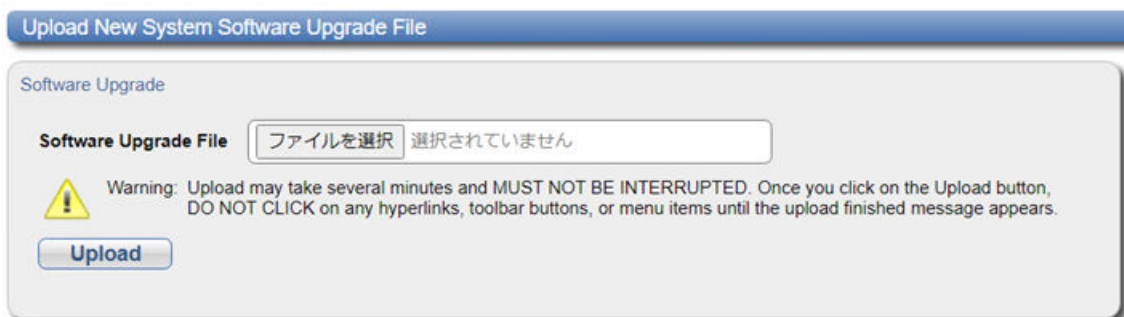 Upload New System Software Upgrade File
Software Upgrade
Software Upgrade File ファイルを選択 選択されていません
Warning: Upload may take several minutes and MUST NOT BE INTERRUPTED. Once you click on the Upload button,
DO NOT CLICK on any hyperlinks, toolbar buttons, or menu items until the upload finished message appears.
Upload